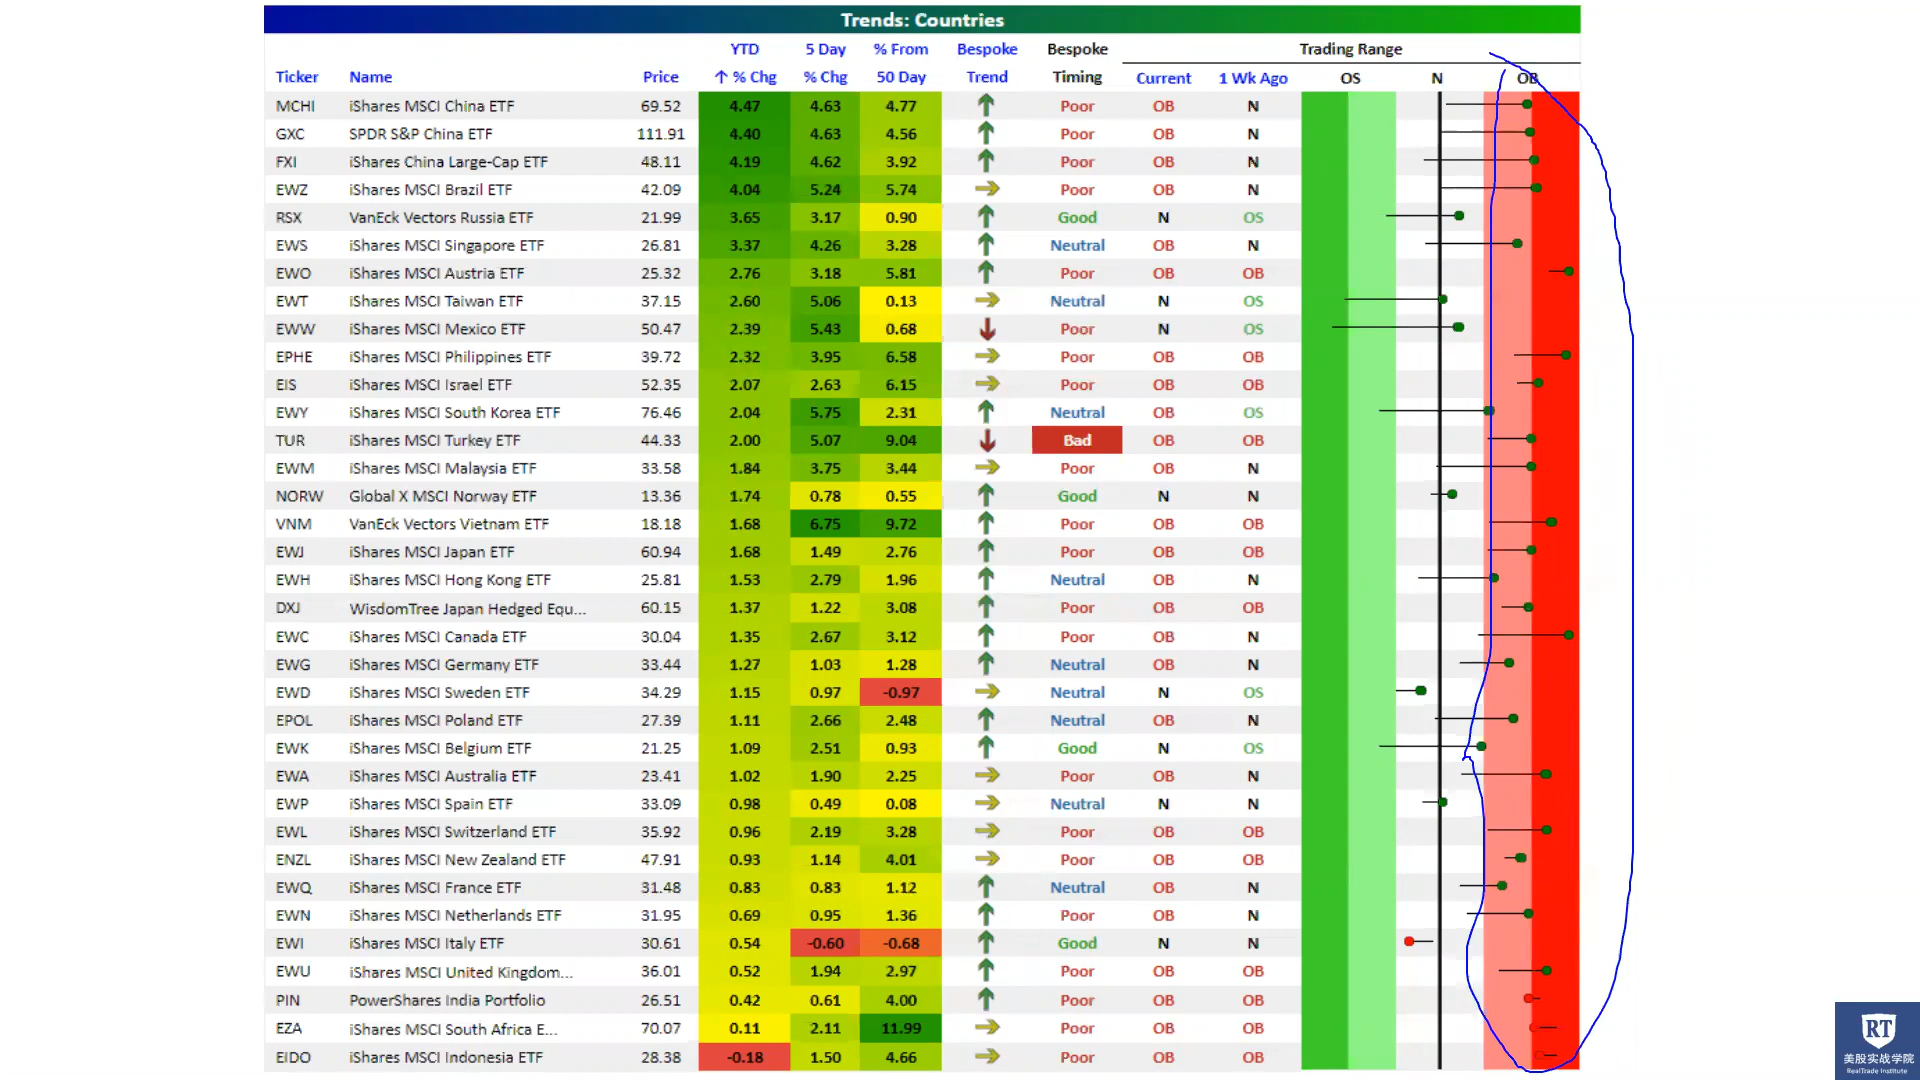 Trends: Countries
YTD 5 Day % From Bespoke Bespoke Trading Range
Ticker Name Price ↑ % Chg % Chg 50 Day Trend Timing Current 1 Wk Ago OS N OB
MCHI iShares MSCI China ETF 69.52 4.47 4.63 4.77 Poor OB N
GXC SPDR S&P China ETF 111.91 4.40 4.63 4.56 Poor OB N
FXI iShares China Large-Cap ETF 48.11 4.19 4.62 3.92 Poor OB N
EWZ iShares MSCI Brazil ETF 42.09 4.04 5.24 5.74 Poor OB N
RSX VanEck Vectors Russia ETF 21.99 3.65 3.17 0.90 Good N OS
EWS iShares MSCI Singapore ETF 26.81 3.37 4.26 3.28 Neutral OB N
EWO iShares MSCI Austria ETF 25.32 2.76 3.18 5.81 Poor OB OB
EWT iShares MSCI Taiwan ETF 37.15 2.60 5.06 0.13 Neutral N OS
EWW iShares MSCI Mexico ETF 50.47 2.39 5.43 0.68 Poor N OS
EPHE iShares MSCI Philippines ETF 39.72 2.32 3.95 6.58 Poor OB OB
EIS iShares MSCI Israel ETF 52.35 2.07 2.63 6.15 Poor OB OB
EWY iShares MSCI South Korea ETF 76.46 2.04 5.75 2.31 Neutral OB OS
TUR iShares MSCI Turkey ETF 44.33 2.00 5.07 9.04 Bad OB OB
EWM iShares MSCI Malaysia ETF 33.58 1.84 3.75 3.44 Poor OB N
NORW Global X MSCI Norway ETF 13.36 1.74 0.78 0.55 Good N N
VNM VanEck Vectors Vietnam ETF 18.18 1.68 6.75 9.72 Poor OB OB
EWJ iShares MSCI Japan ETF 60.94 1.68 1.49 2.76 Poor OB OB
EWH iShares MSCI Hong Kong ETF 25.81 1.53 2.79 1.96 Neutral OB N
DXJ WisdomTree Japan Hedged Equ... 60.15 1.37 1.22 3.08 Poor OB OB
EWC iShares MSCI Canada ETF 30.04 1.35 2.67 3.12 Poor OB N
EWG iShares MSCI Germany ETF 33.44 1.27 1.03 1.28 Neutral OB N
EWD iShares MSCI Sweden ETF 34.29 1.15 0.97 -0.97 Neutral N OS
EPOL iShares MSCI Poland ETF 27.39 1.11 2.66 2.48 Neutral OB N
EWK iShares MSCI Belgium ETF 21.25 1.09 2.51 0.93 Good N OS
EWA iShares MSCI Australia ETF 23.41 1.02 1.90 2.25 Poor OB N
EWP iShares MSCI Spain ETF 33.09 0.98 0.49 0.08 Neutral N N
EWL iShares MSCI Switzerland ETF 35.92 0.96 2.19 3.28 Poor OB OB
ENZL iShares MSCI New Zealand ETF 47.91 0.93 1.14 4.01 Poor OB OB
EWQ iShares MSCI France ETF 31.48 0.83 0.83 1.12 Neutral OB N
EWN iShares MSCI Netherlands ETF 31.95 0.69 0.95 1.36 Poor OB N
EWI iShares MSCI Italy ETF 30.61 0.54 -0.60 -0.68 Good N N
EWU iShares MSCI United Kingdom... 36.01 0.52 1.94 2.97 Poor OB OB
PIN PowerShares India Portfolio 26.51 0.42 0.61 4.00 Poor OB OB
EZA iShares MSCI South Africa E... 70.07 0.11 2.11 11.99 Poor OB OB
EIDO iShares MSCI Indonesia ETF 28.38 -0.18 1.50 4.66 Poor OB OB
RT
美股实战学院
RealTrade Institute